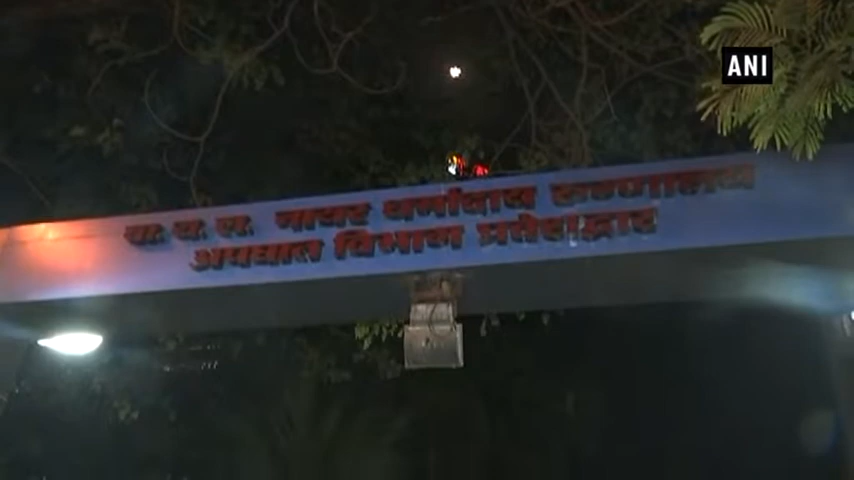 ANI
बा. य. ल. नायर धर्मादाय रुग्णालय
अपघात विभाग प्रवेशद्वार